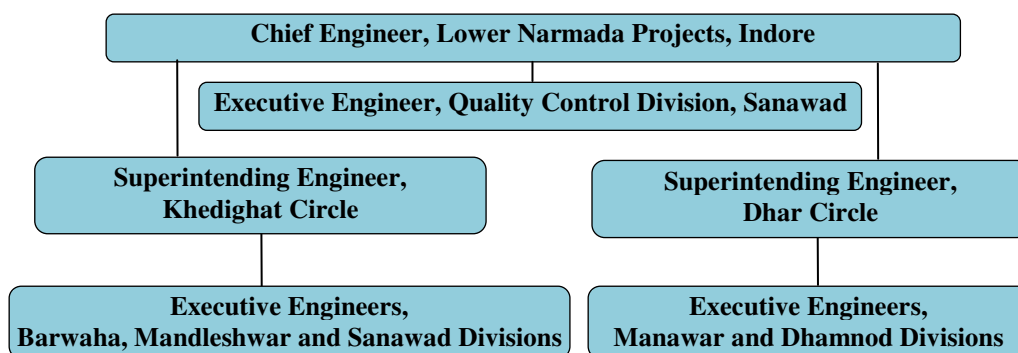 Chief Engineer, Lower Narmada Projects, Indore
Executive Engineer, Quality Control Division, Sanawad
Superintending Engineer,
Khedighat Circle
Superintending Engineer,
Dhar Circle
Executive Engineers,
Barwaha, Mandleshwar and Sanawad Divisions
Executive Engineers,
Manawar and Dhamnod Divisions